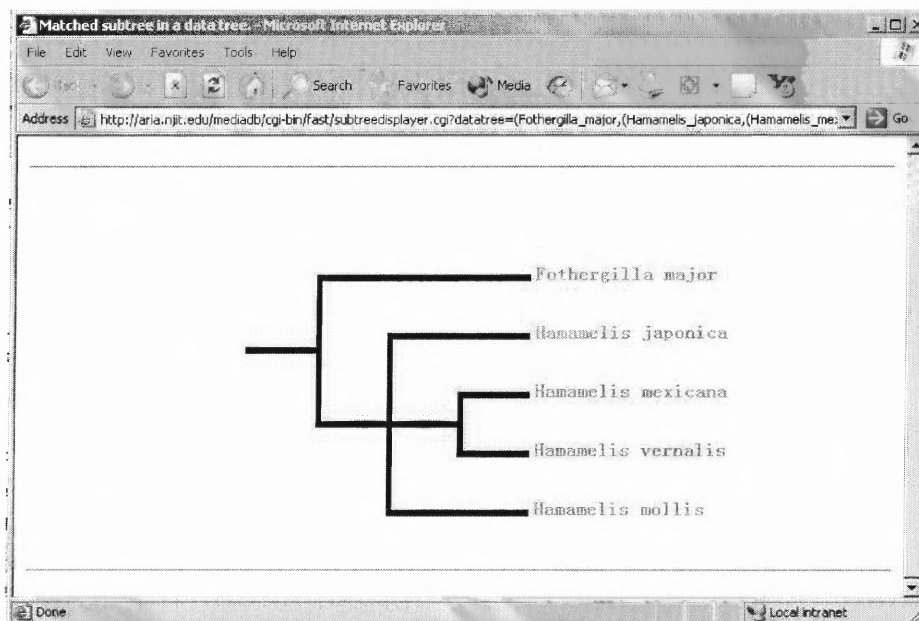 Matched subtree in a data tree. - Microsoft Internet Explorer
File Edit View Favorites Tools Help
Back Search Favorites Media
Address http://aria.njit.edu/mediadb/cgi-bin/fast/subtreedisplayer.cgi?datatree=(Fothergilla_major,(Hamamelis_japonica,(Hamamelis_mex Go
Fothergilla major
Hamamelis japonica
Hamamelis mexicana
Hamamelis vernalis
Hamamelis mollis
Done Local intranet